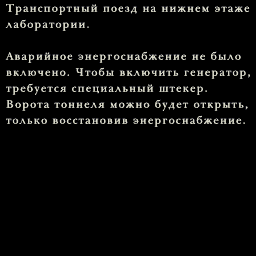 Транспортный поезд на нижнем этаже
лаборатории.

Аварийное энергоснабжение не было
включено. Чтобы включить генератор,
требуется специальный штекер.
Ворота тоннеля можно будет открыть,
только восстановив энергоснабжение.